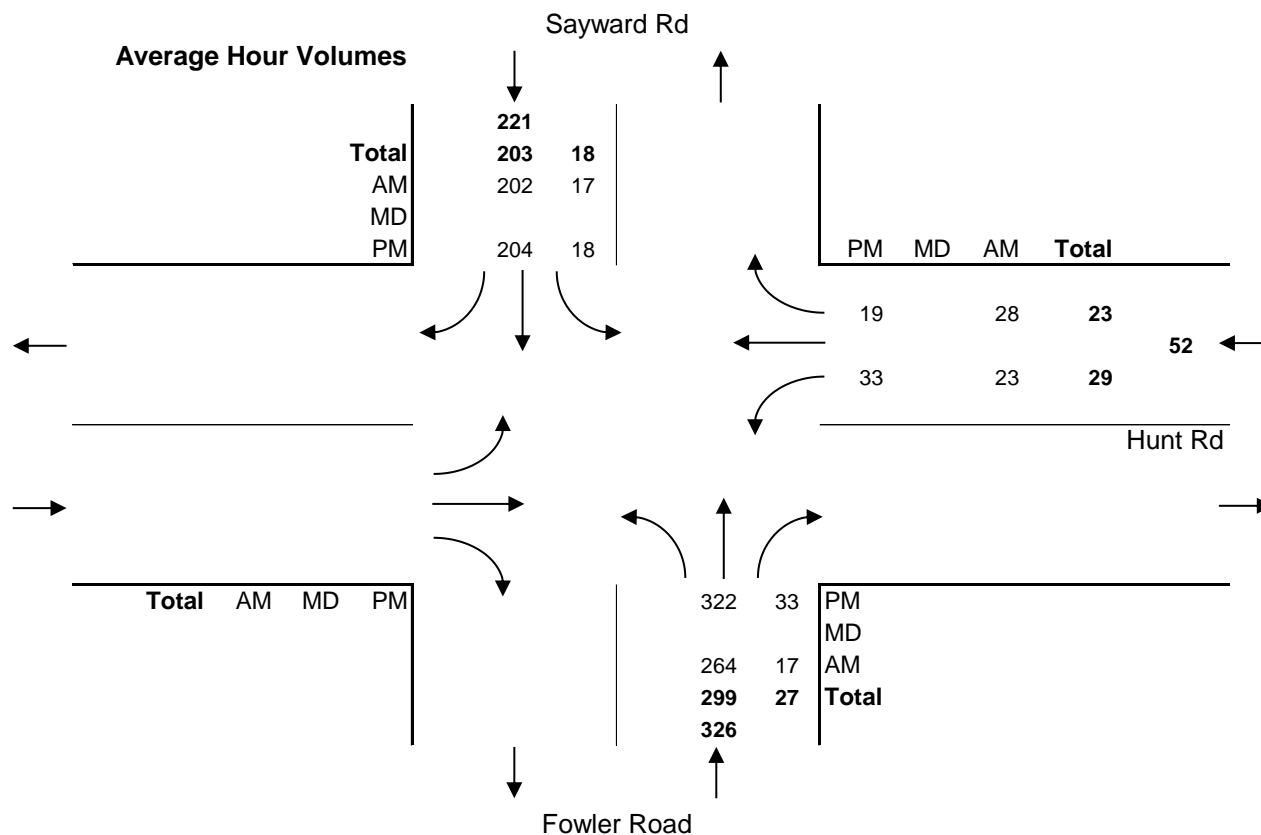 Sayward Rd
Average Hour Volumes
221
Total 203 18
AM 202 17
MD
PM 204 18
PM MD AM Total
19 28 23
52
33 23 29
Hunt Rd
Total AM MD PM
322 33 PM
MD
264 17 AM
299 27 Total
326
Fowler Road